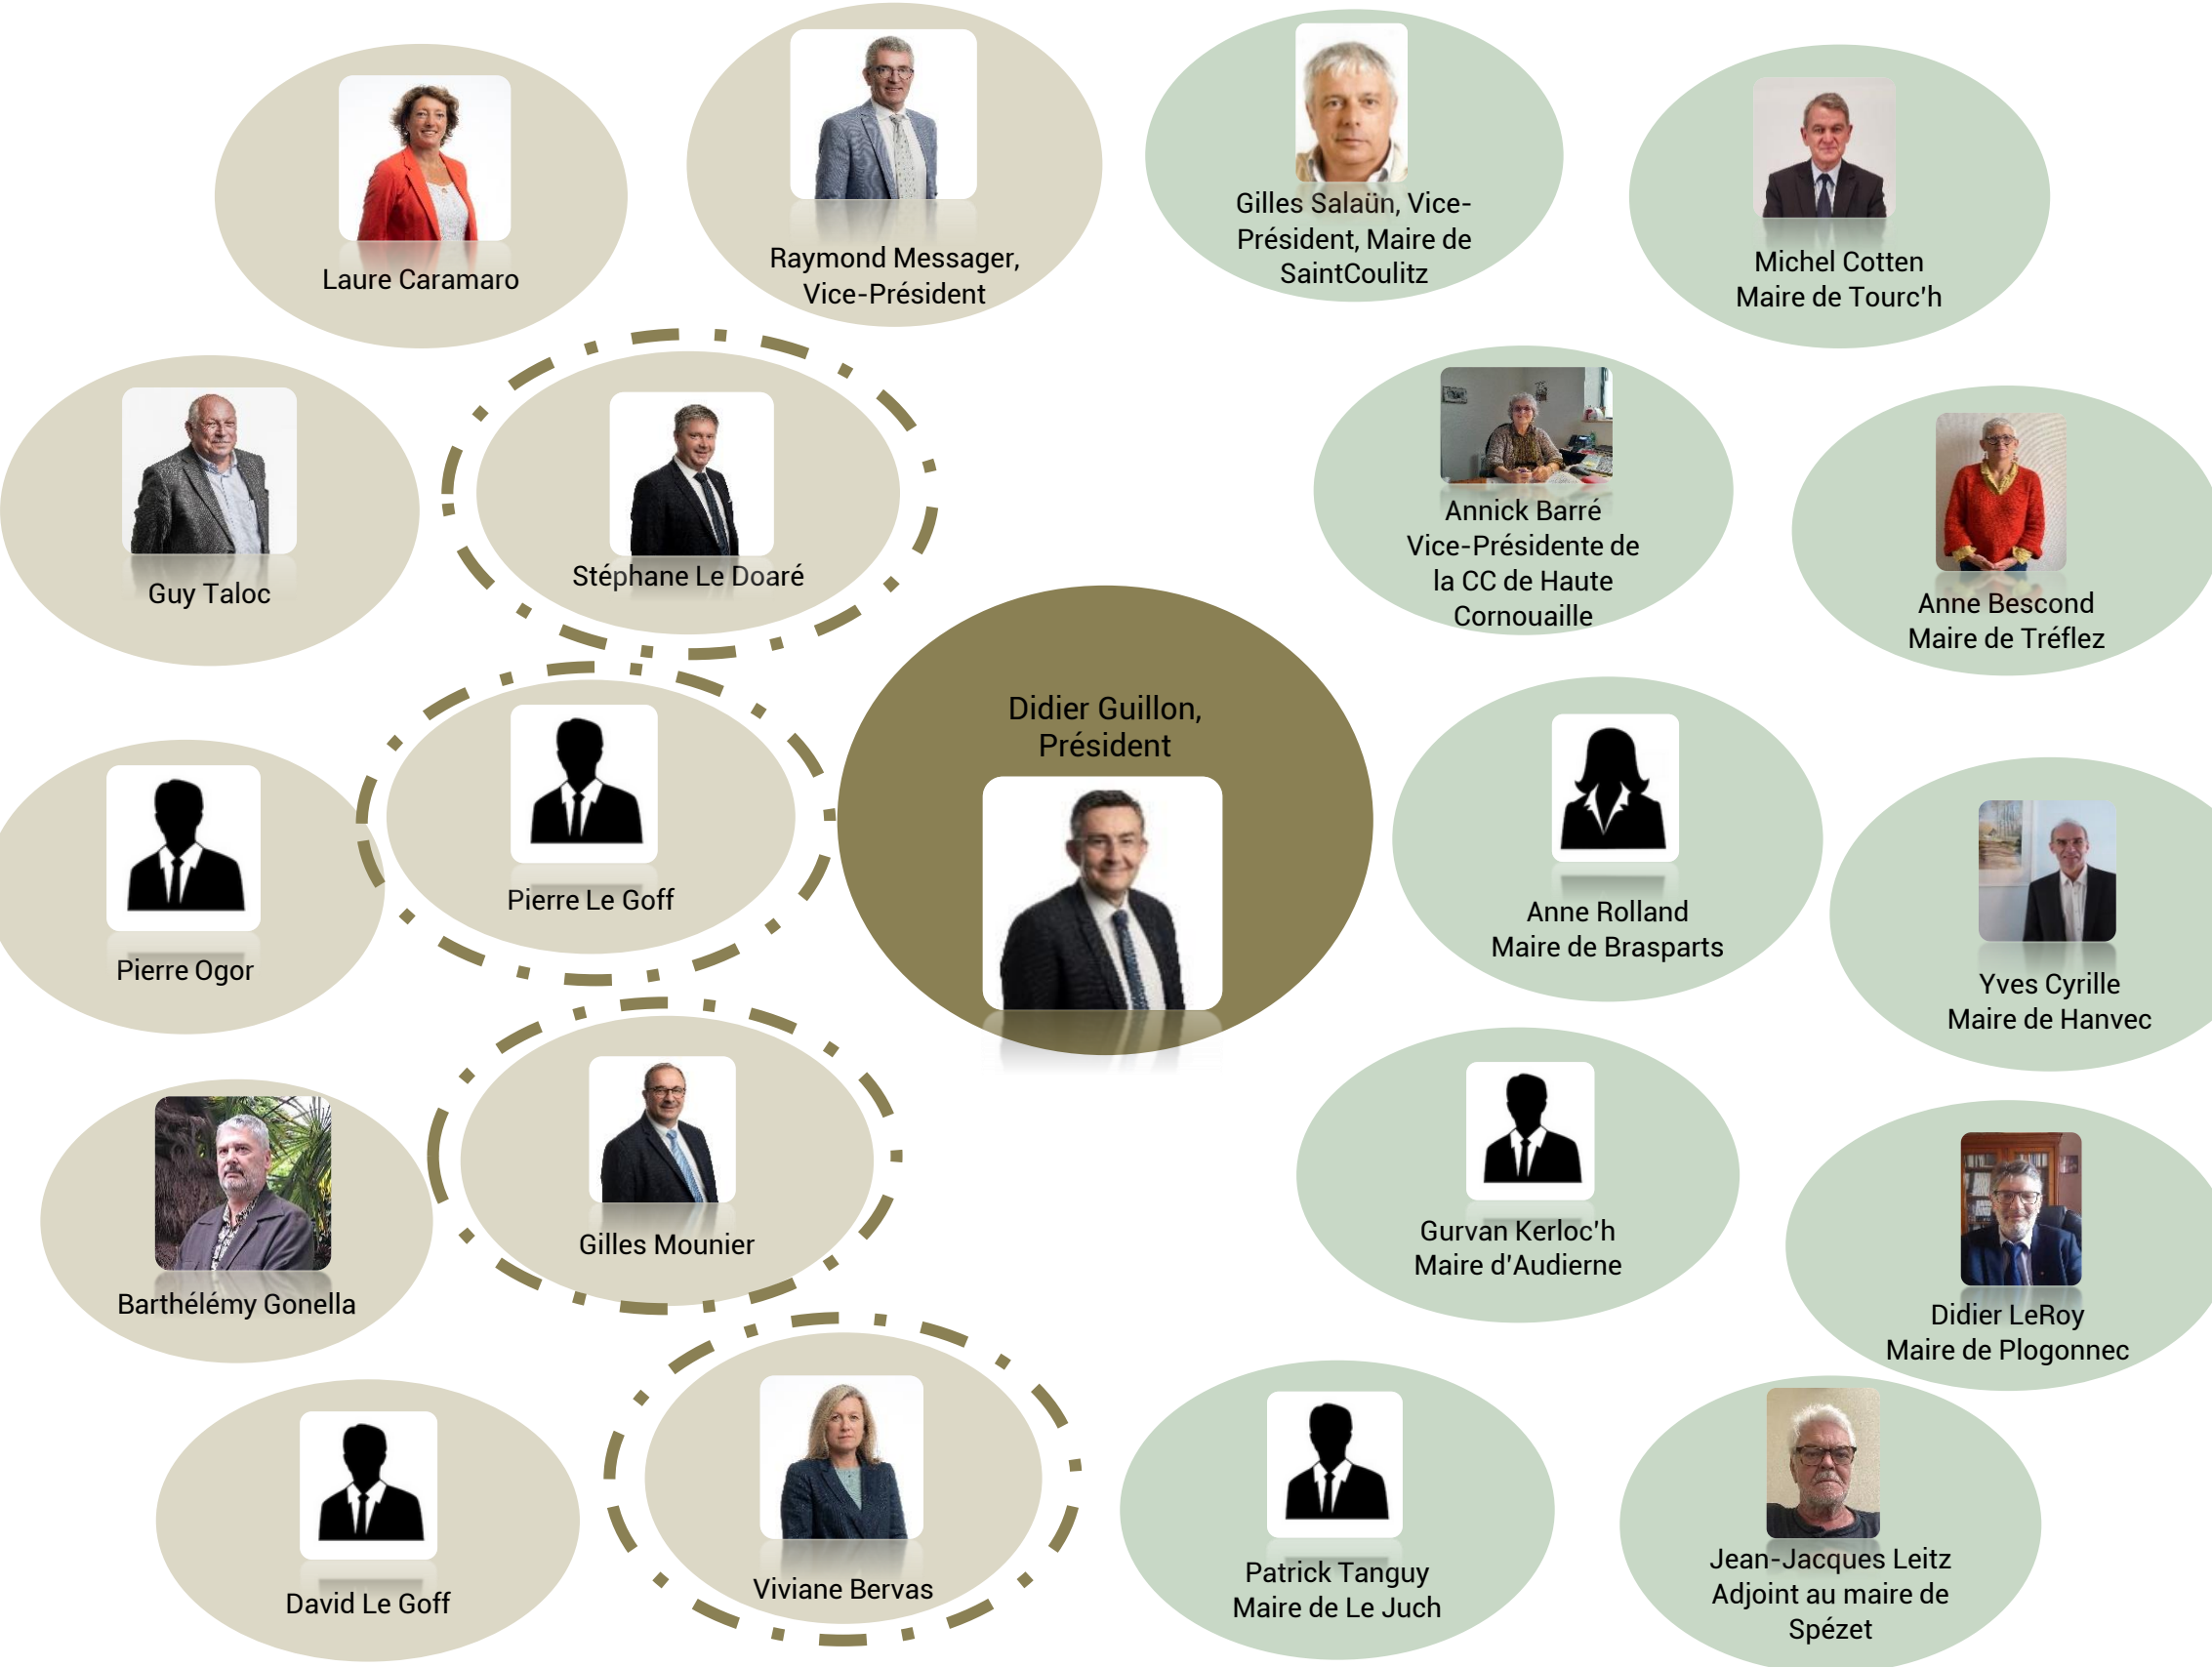 Laure Caramaro
Raymond Messager,
Vice-Président
Gilles Salaün, Vice-
Président, Maire de
SaintCoulitz
Michel Cotten
Maire de Tourc'h
Guy Taloc
Stéphane Le Doaré
Annick Barré
Vice-Présidente de
la CC de Haute
Cornouaille
Anne Bescond
Maire de Tréflez
Didier Guillon,
Président
Pierre Ogor
Pierre Le Goff
Anne Rolland
Maire de Brasparts
Yves Cyrille
Maire de Hanvec
Barthélémy Gonella
Gilles Mounier
Gurvan Kerloc'h
Maire d'Audierne
Didier LeRoy
Maire de Plogonnec
David Le Goff
Viviane Bervas
Patrick Tanguy
Maire de Le Juch
Jean-Jacques Leitz
Adjoint au maire de
Spézet